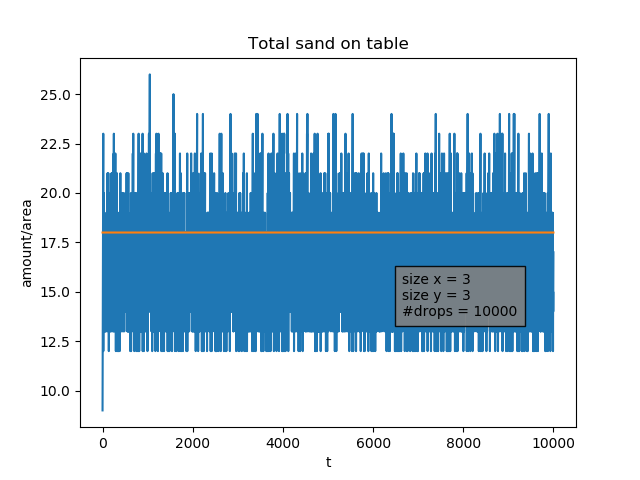 Total sand on table
amount/area
25.0
22.5
20.0
17.5
15.0
12.5
10.0
size x = 3
size y = 3
#drops = 10000
0
2000
4000
6000
8000
10000
t